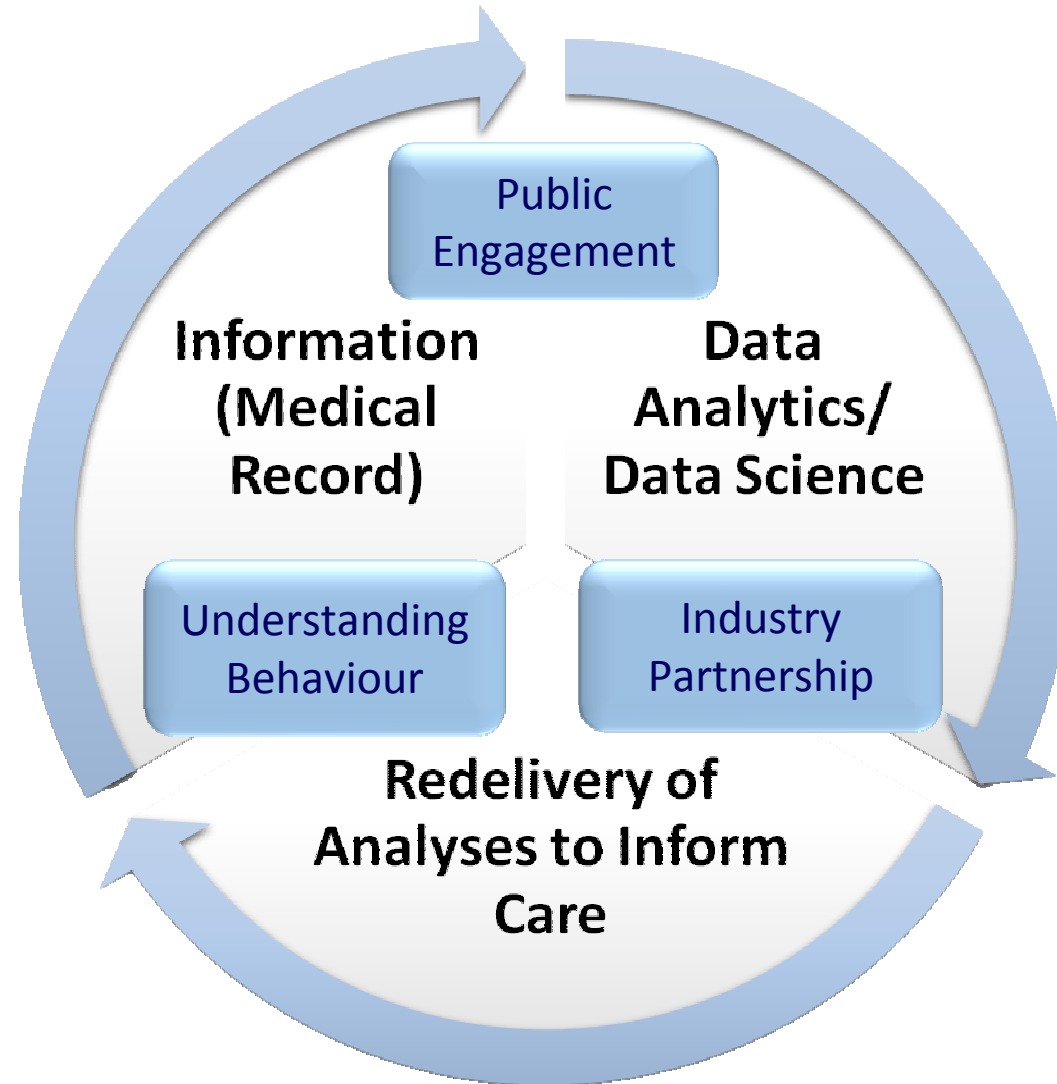 Public
Engagement
Information
(Medical
Record)
Data
Analytics/
Data Science
Understanding
Behaviour
Industry
Partnership
Redelivery of
Analyses to Inform
Care